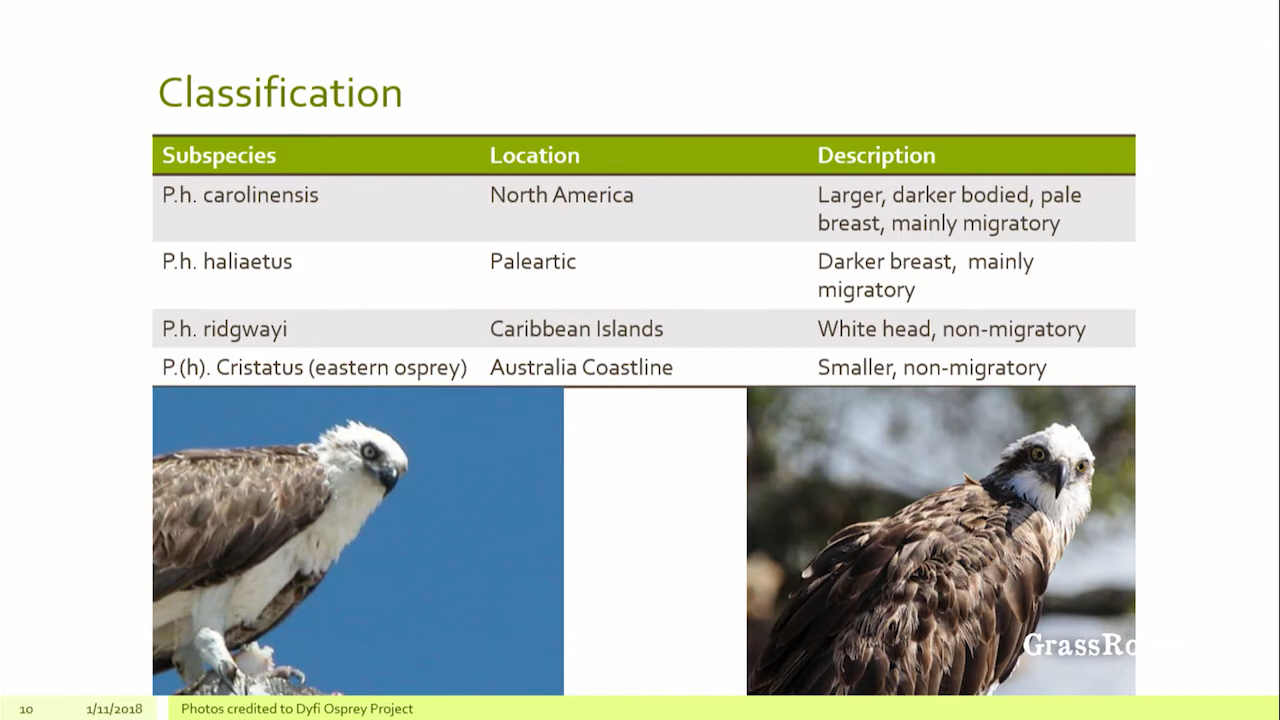 Classification
Subspecies Location Description
P.h. carolinensis North America Larger, darker bodied, pale
breast, mainly migratory
P.h. haliaetus Paleartic Darker breast, mainly
migratory
P.h. ridgwayi Caribbean Islands White head, non-migratory
P.(h). Cristatus (eastern osprey) Australia Coastline Smaller, non-migratory
10 1/11/2018 Photos credited to Dyfi Osprey Project